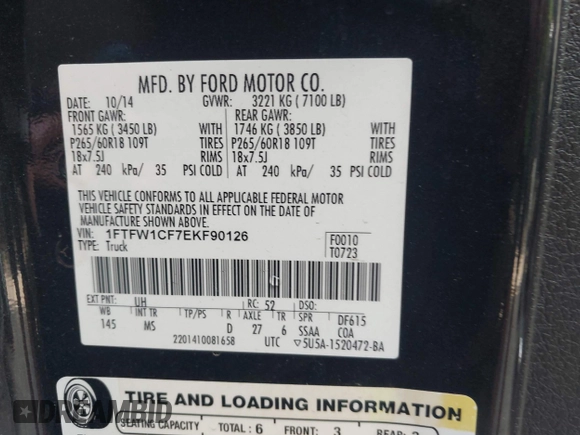 MFD. BY FORD MOTOR CO.
DATE: 10/14 GVWR: 3221 KG ( 7100 LB)
FRONT GAWR: REAR GAWR:
1565 KG ( 3450 LB) WITH 1746 KG ( 3850 LB) WITH
P265/60R18 109T TIRES P265/60R18 109T TIRES
18x7.5J RIMS 18x7.5J RIMS
AT 240 kPa/ 35 PSI COLD AT 240 kPa/ 35 PSI COLD
THIS VEHICLE CONFORMS TO ALL APPLICABLE FEDERAL MOTOR
VEHICLE SAFETY STANDARDS IN EFFECT ON THE DATE OF
MANUFACTURE SHOWN ABOVE.
VIN: 1FTFW1CF7EKF90126 F0010
TYPE: Truck T0723
EXT PNT: UH RC: 52 DSO:
WB INT TR TP/PS R AXLE TR SPR DF615
145 MS D 27 6 SSAA COA
2201410081658 UTC ▽5U5A-1520472-BA
TIRE AND LOADING INFORMATION
SEATING CAPACITY TOTAL : 6 FRONT : 3 REAR:
DREAMBID